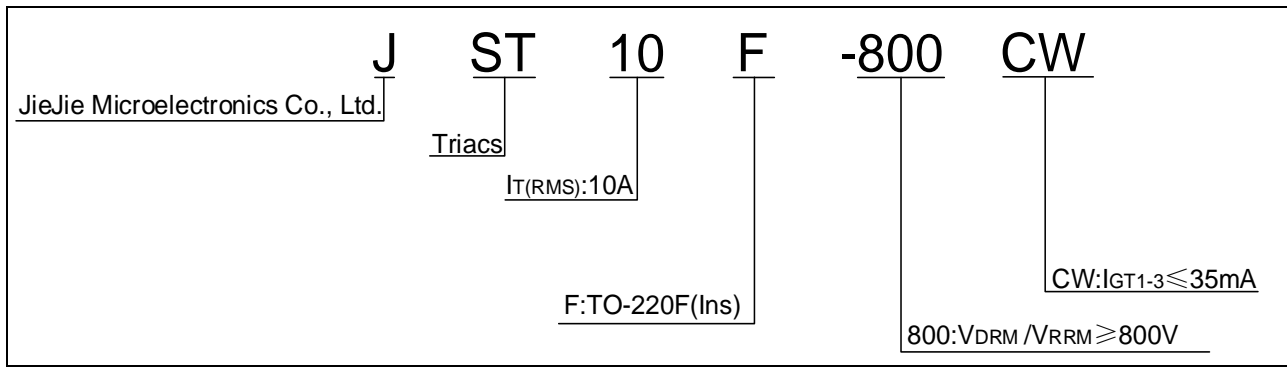 J ST 10 F -800 CW
JieJie Microelectronics Co., Ltd.
Triacs
IT(RMS):10A
CW:IGT1-3≤35mA
F:TO-220F(Ins)
800:VDRM /VRRM≥800V